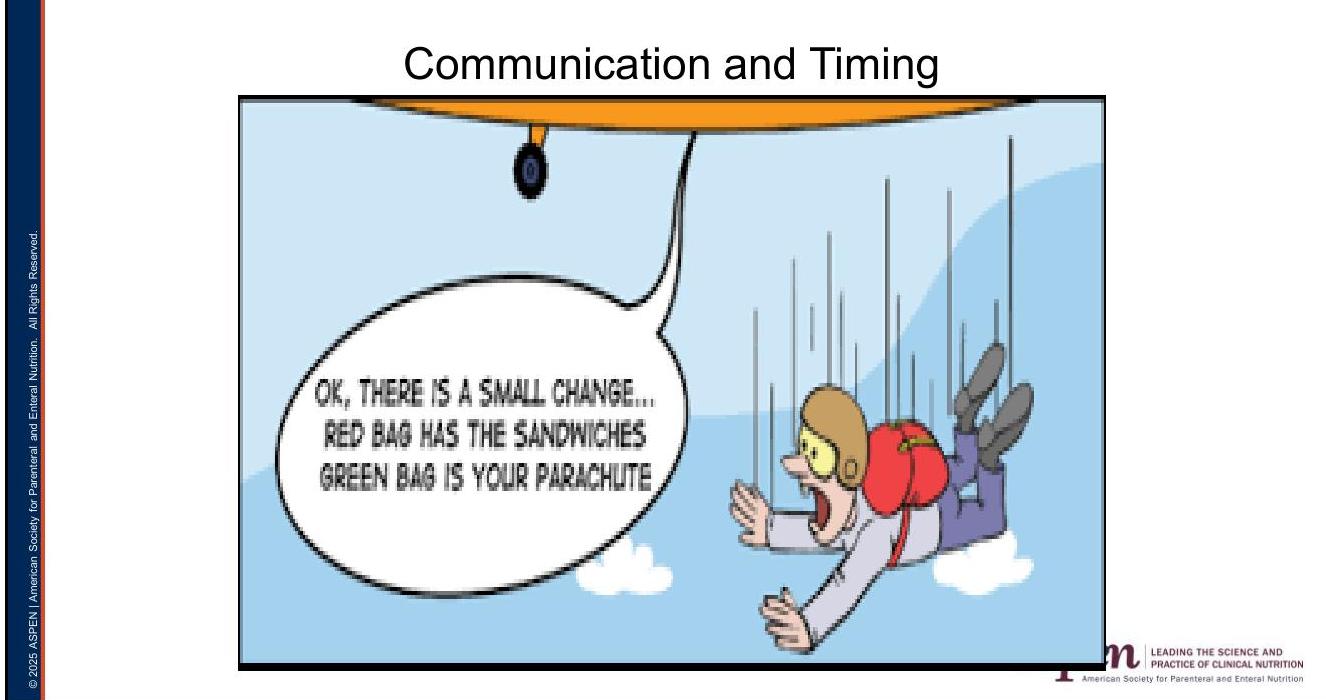 Communication and Timing
OK, THERE IS A SMALL CHANGE...
RED BAG HAS THE SANDWICHES
GREEN BAG IS YOUR PARACHUTE
© 2025 ASPEN | American Society for Parenteral and Enteral Nutrition. All Rights Reserved.
LEADING THE SCIENCE AND
PRACTICE OF CLINICAL NUTRITION
American Society for Parenteral and Enteral Nutrition